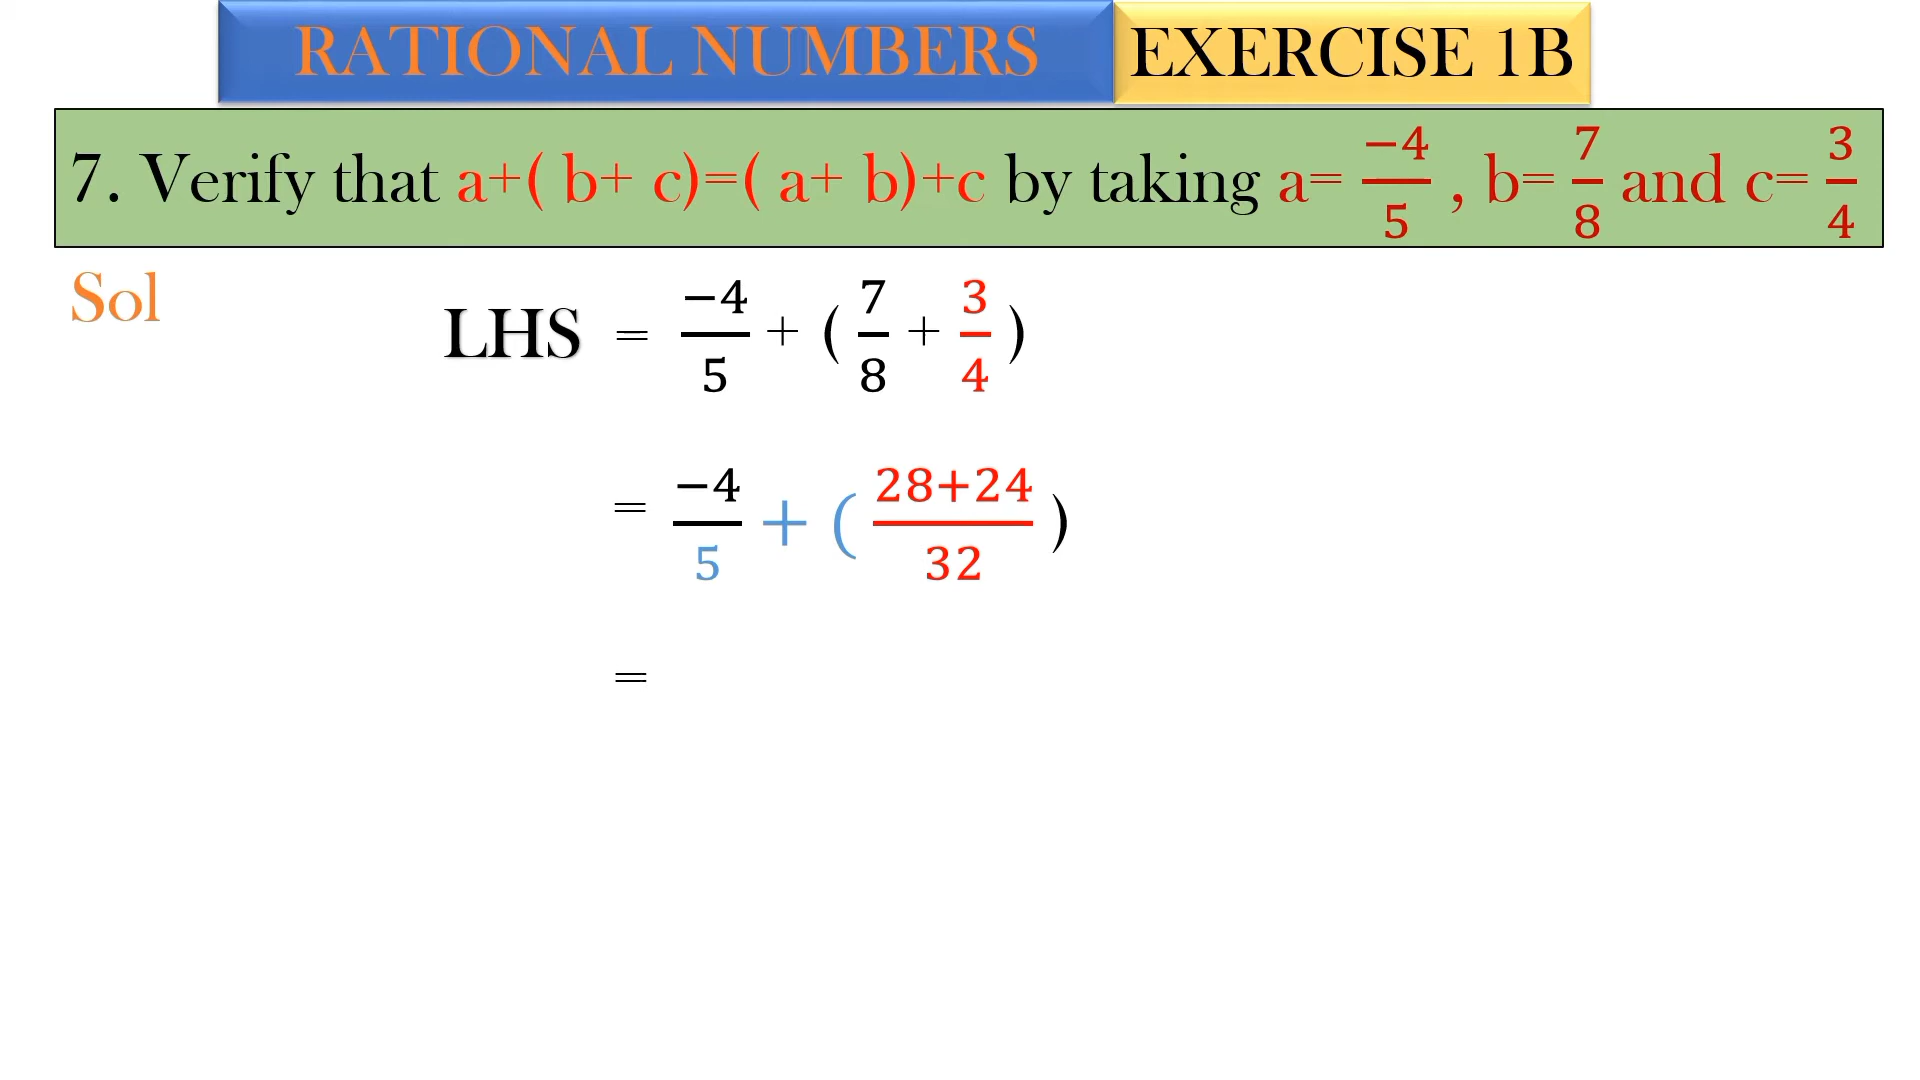 RATIONAL NUMBERS EXERCISE 1B
7. Verify that a+( b+ c)=( a+ b)+c by taking a= −4/5 , b= 7/8 and c= 3/4
Sol
LHS = −4/5 + ( 7/8 + 3/4 )
= −4/5 + ( 28+24/32 )
=